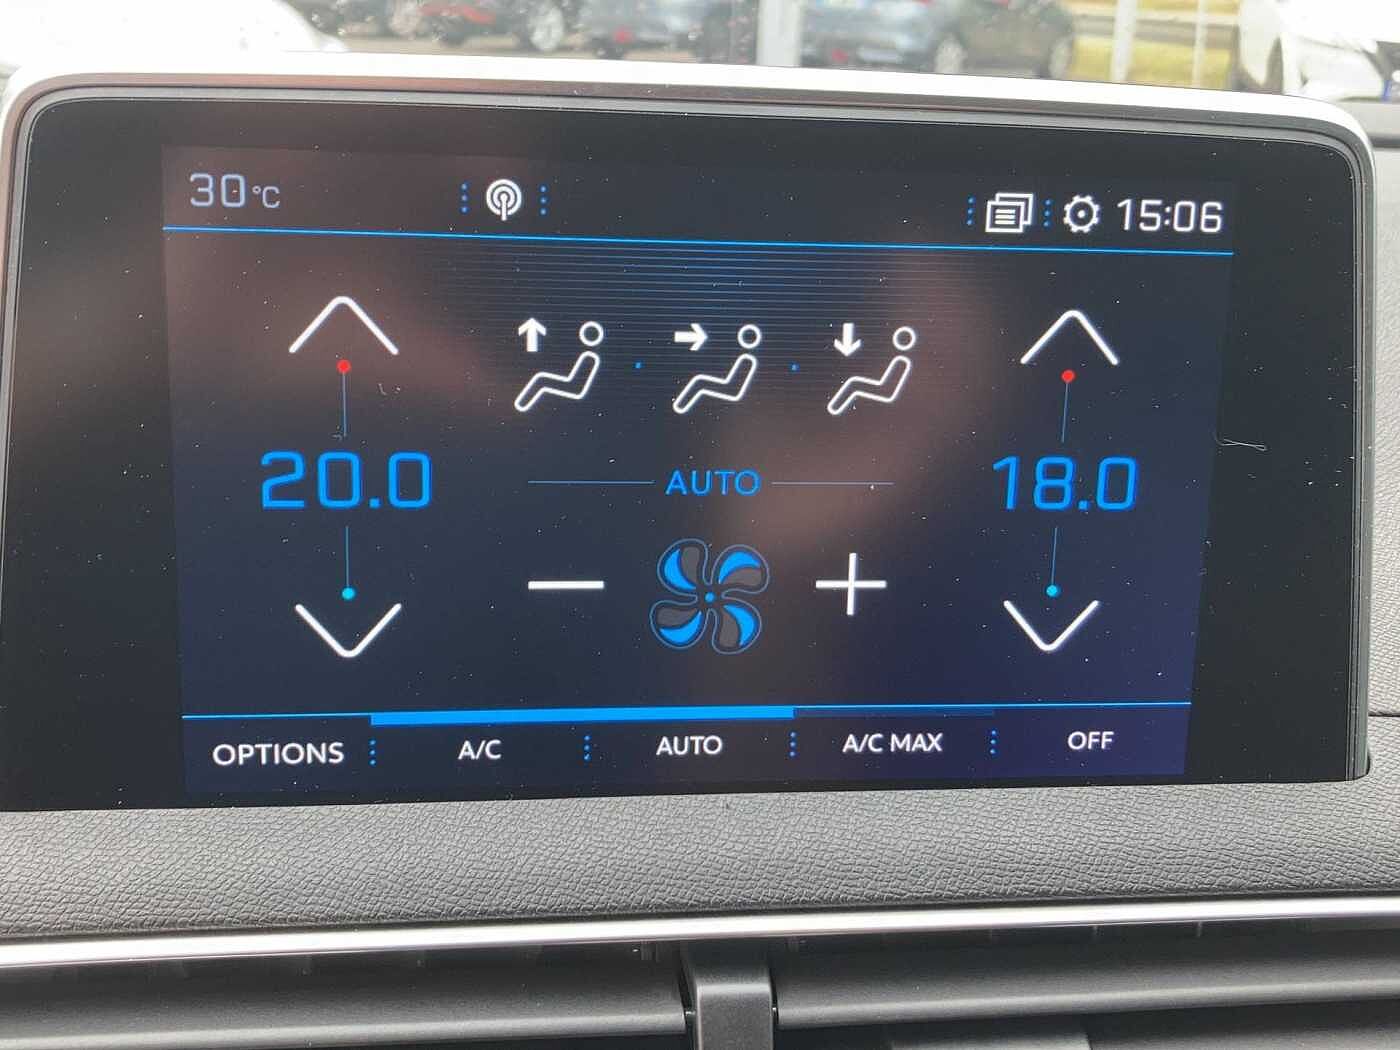 30°C
15:06
20.0
AUTO
18.0
OPTIONS
A/C
AUTO
A/C MAX
OFF